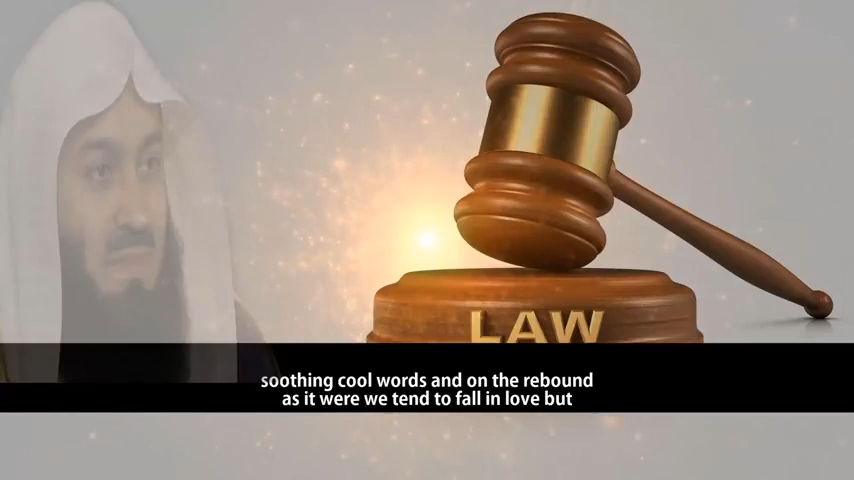 LAW
soothing cool words and on the rebound
as it were we tend to fall in love but